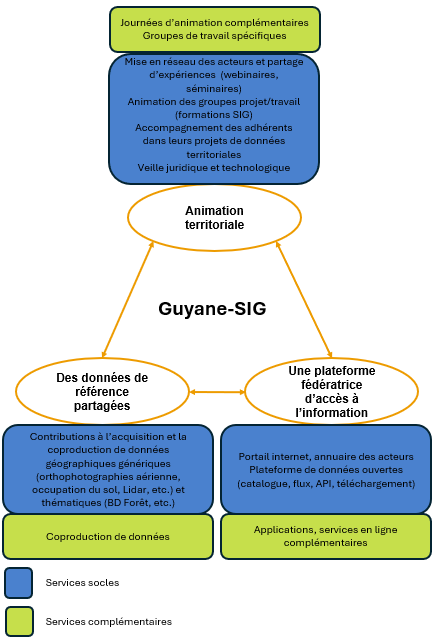 Journées d'animation complémentaires
Groupes de travail spécifiques
Mise en réseau des acteurs et partage
d'expériences (webinaires,
séminaires)
Animation des groupes projet/travail
(formations SIG)
Accompagnement des adhérents
dans leurs projets de données
territoriales
Veille juridique et technologique
Animation
territoriale
Guyane-SIG
Des données de
référence
partagées
Une plateforme
fédératrice
d'accès à
l'information
Contributions à l'acquisition et la
coproduction de données
géographiques génériques
(orthophotographies aérienne,
occupation du sol, Lidar, etc.) et
thématiques (BD Forêt, etc.)
Portail internet, annuaire des acteurs
Plateforme de données ouvertes
(catalogue, flux, API, téléchargement)
Coproduction de données
Applications, services en ligne
complémentaires
Services socles
Services complémentaires